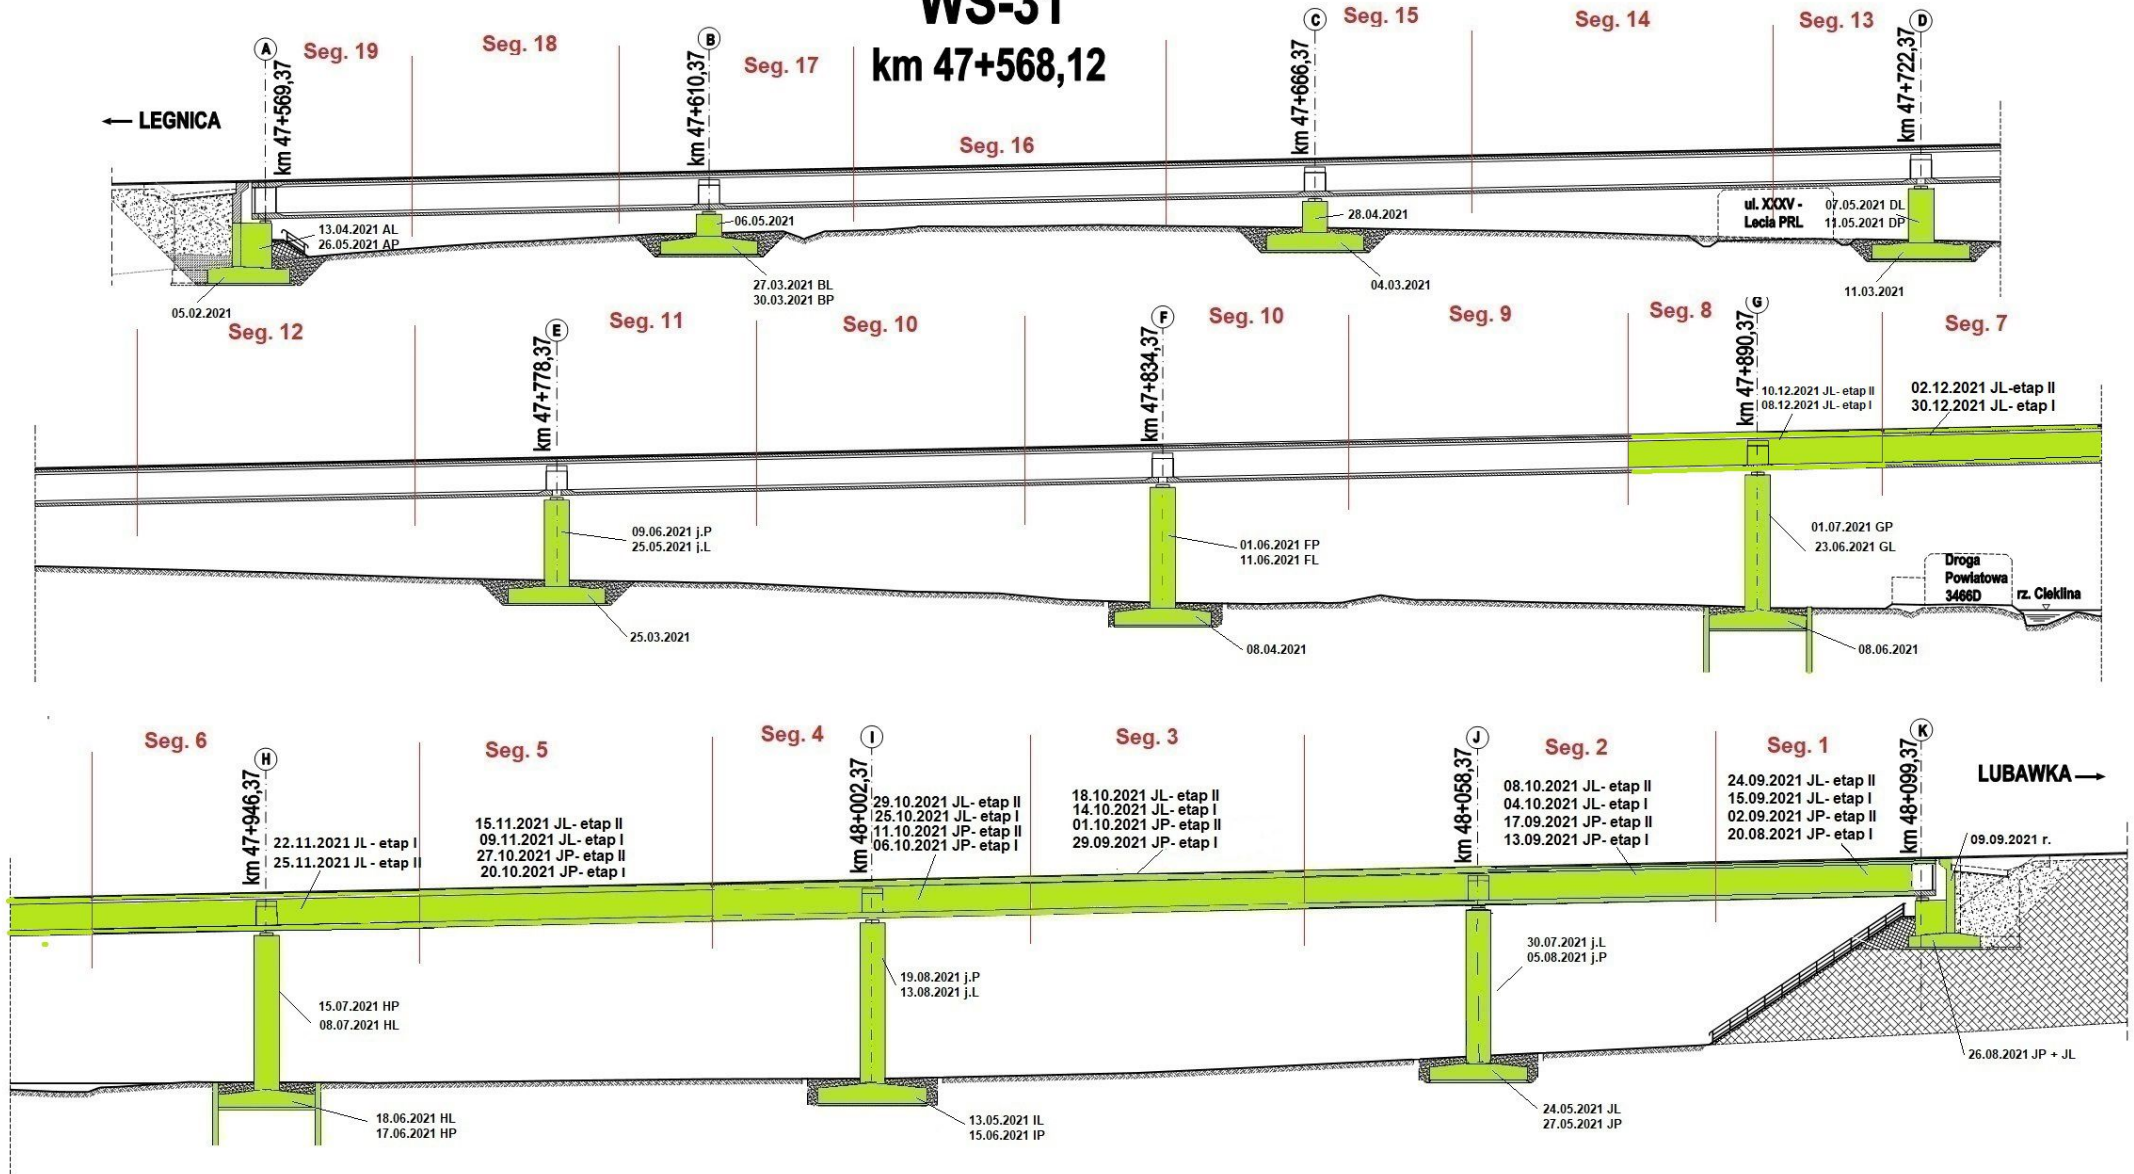 WS-31
km 47+568,12
A
km 47+569,37
Seg. 19
Seg. 18
B
km 47+610,37
Seg. 17
Seg. 16
C
km 47+666,37
Seg. 15
Seg. 14
Seg. 13
D
km 47+722,37
← LEGNICA
13.04.2021 AL
26.05.2021 AP
05.02.2021
06.05.2021
27.03.2021 BL
30.03.2021 BP
28.04.2021
04.03.2021
ul. XXXV -
Lecia PRL
07.05.2021 DL
11.05.2021 DP
11.03.2021
Seg. 12
E
km 47+778,37
Seg. 11
Seg. 10
F
km 47+834,37
Seg. 10
Seg. 9
Seg. 8
G
km 47+890,37
Seg. 7
10.12.2021 JL- etap II
08.12.2021 JL- etap I
02.12.2021 JL-etap II
30.12.2021 JL- etap I
09.06.2021 j.P
25.05.2021 j.L
25.03.2021
01.06.2021 FP
11.06.2021 FL
08.04.2021
01.07.2021 GP
23.06.2021 GL
Droga
Powiatowa
3466D
rz. Cieklina
08.06.2021
Seg. 6
H
km 47+946,37
Seg. 5
Seg. 4
I
km 48+002,37
Seg. 3
J
km 48+058,37
Seg. 2
Seg. 1
K
km 48+099,37
LUBAWKA →
22.11.2021 JL - etap I
25.11.2021 JL - etap II
15.11.2021 JL- etap II
09.11.2021 JL- etap I
27.10.2021 JP- etap II
20.10.2021 JP- etap I
29.10.2021 JL- etap II
25.10.2021 JL- etap I
11.10.2021 JP- etap II
06.10.2021 JP- etap I
18.10.2021 JL- etap II
14.10.2021 JL- etap I
01.10.2021 JP- etap II
29.09.2021 JP- etap I
08.10.2021 JL- etap II
04.10.2021 JL- etap I
17.09.2021 JP- etap II
13.09.2021 JP- etap I
24.09.2021 JL- etap II
15.09.2021 JL- etap I
02.09.2021 JP- etap II
20.08.2021 JP- etap I
09.09.2021 r.
15.07.2021 HP
08.07.2021 HL
18.06.2021 HL
17.06.2021 HP
19.08.2021 j.P
13.08.2021 j.L
13.05.2021 IL
15.06.2021 IP
30.07.2021 j.L
05.08.2021 j.P
24.05.2021 JL
27.05.2021 JP
26.08.2021 JP + JL